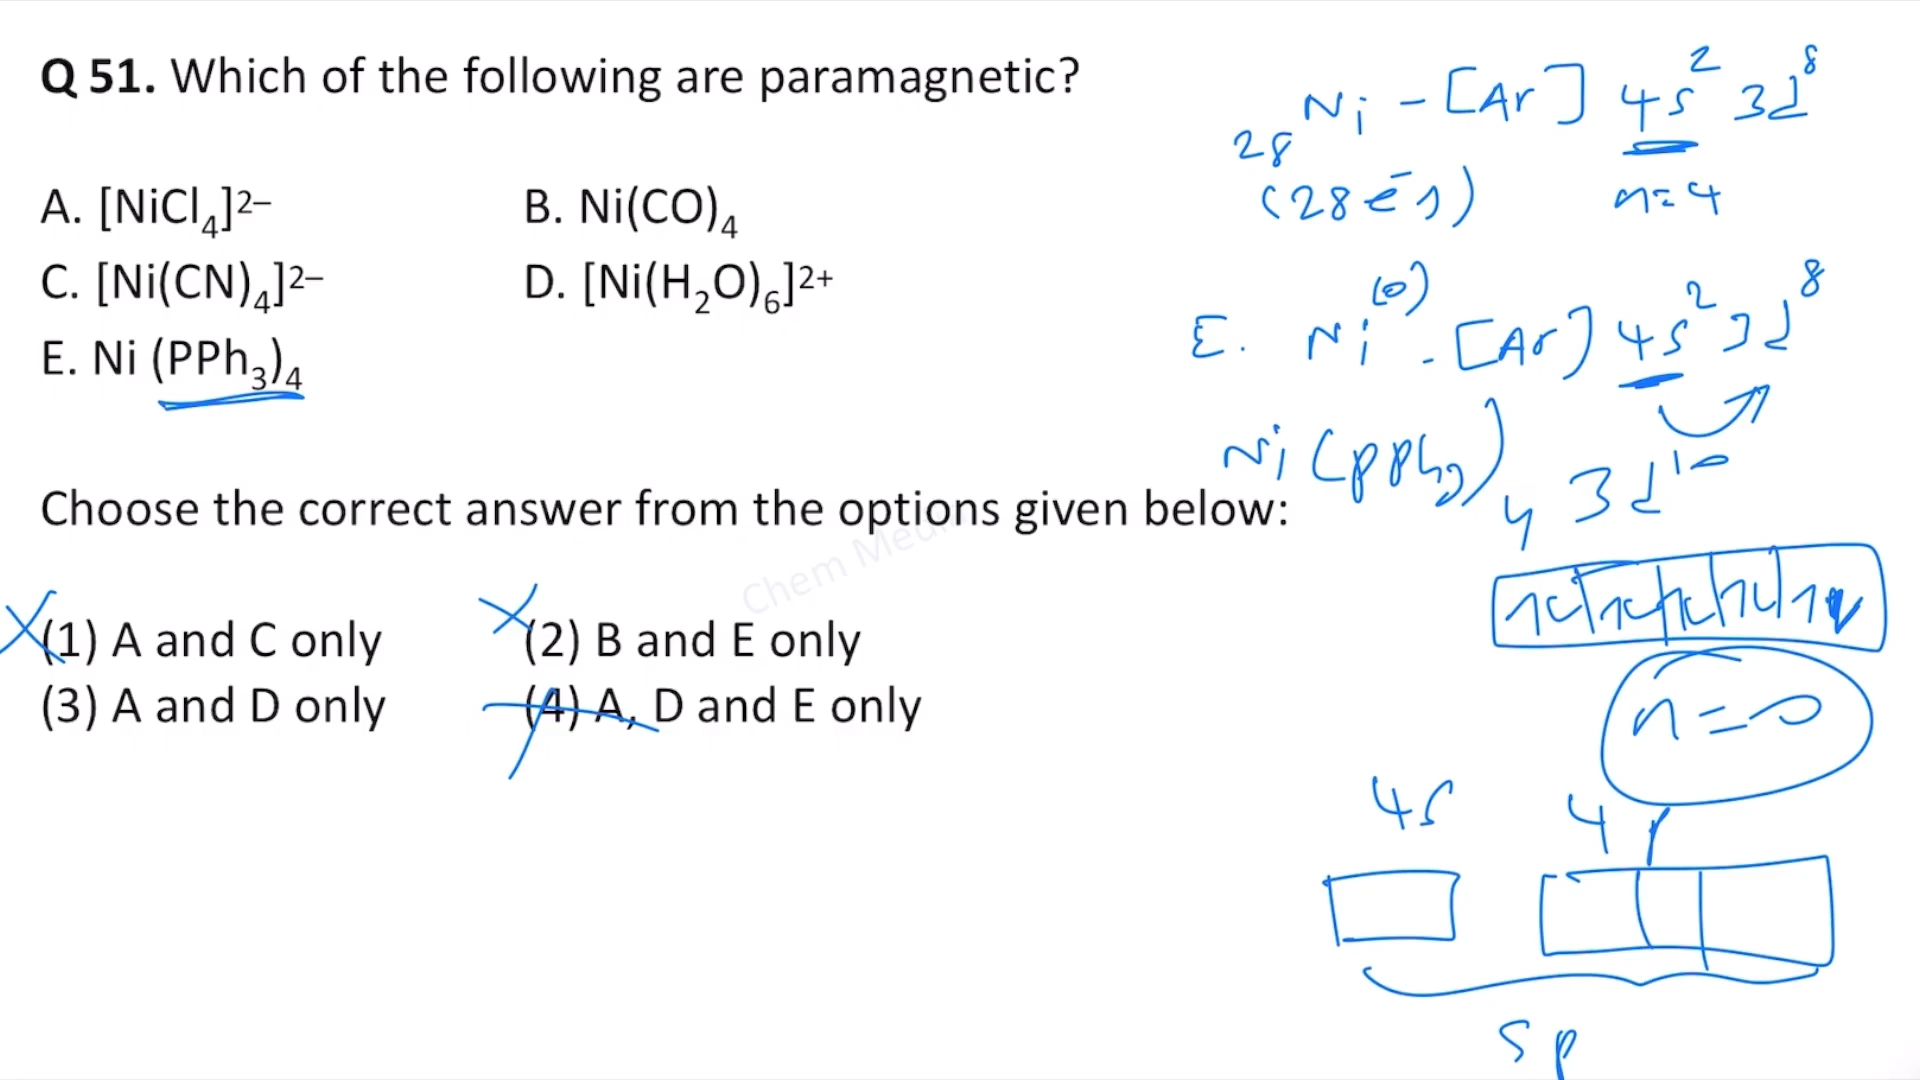 Q 51. Which of the following are paramagnetic?
A. [NiCl₄]²⁻ B. Ni(CO)₄
C. [Ni(CN)₄]²⁻ D. [Ni(H₂O)₆]²⁺
E. Ni (PPh₃)₄
Choose the correct answer from the options given below:
(1) A and C only (2) B and E only
(3) A and D only (4) A, D and E only
₂₈Ni - [Ar] 4s² 3d⁸
(28 e⁻s) n=4
E. Ni⁽⁰⁾ - [Ar] 4s² 3d⁸
Ni(PPh₃)₄ 3d¹⁰
n=0
4s 4p
sp
Chem